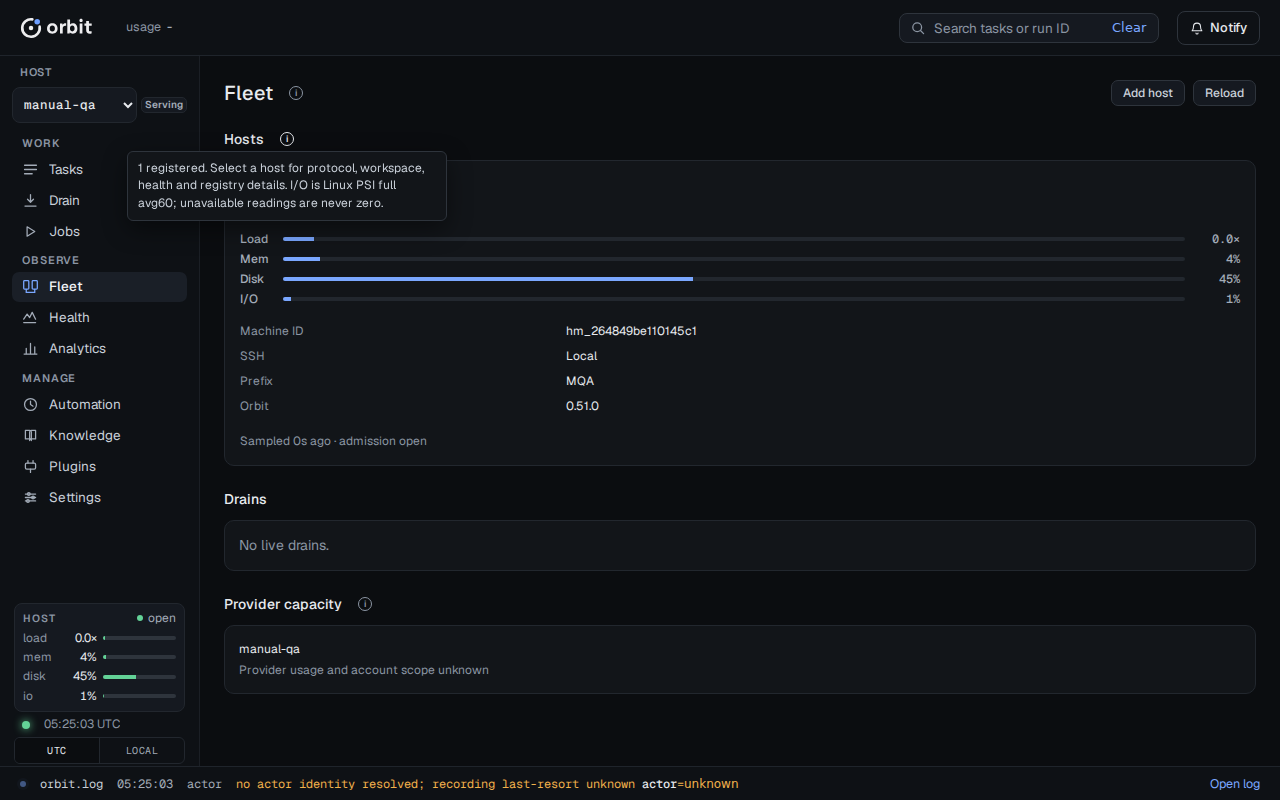 orbit
usage –
Search tasks or run ID
Clear
Notify
HOST
manual-qa
Serving
WORK
Tasks
Drain
Jobs
OBSERVE
Fleet
Health
Analytics
MANAGE
Automation
Knowledge
Plugins
Settings
HOST
open
load 0.0×
mem 4%
disk 45%
io 1%
05:25:03 UTC
UTC
LOCAL
Fleet
Add host
Reload
Hosts
1 registered. Select a host for protocol, workspace,
health and registry details. I/O is Linux PSI full
avg60; unavailable readings are never zero.
Load 0.0×
Mem 4%
Disk 45%
I/O 1%
Machine ID hm_264849be110145c1
SSH Local
Prefix MQA
Orbit 0.51.0
Sampled 0s ago · admission open
Drains
No live drains.
Provider capacity
manual-qa
Provider usage and account scope unknown
orbit.log 05:25:03 actor no actor identity resolved; recording last-resort unknown actor=unknown
Open log